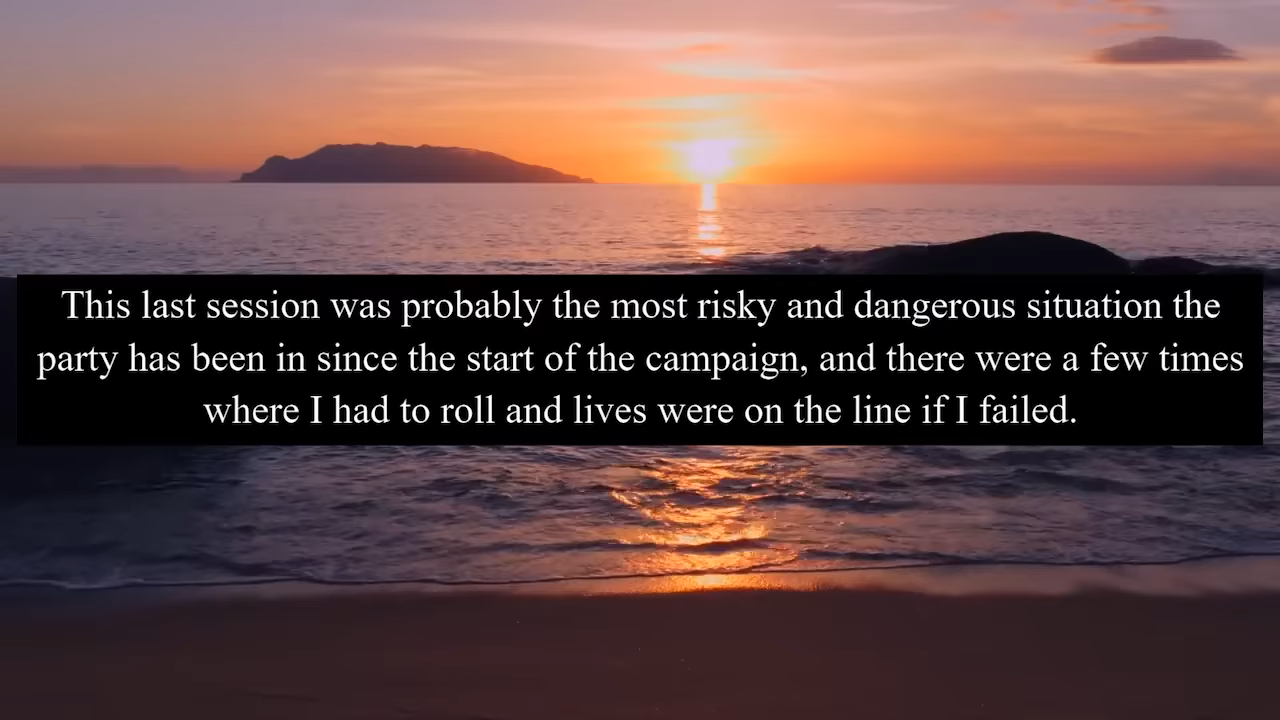 This last session was probably the most risky and dangerous situation the
party has been in since the start of the campaign, and there were a few times
where I had to roll and lives were on the line if I failed.